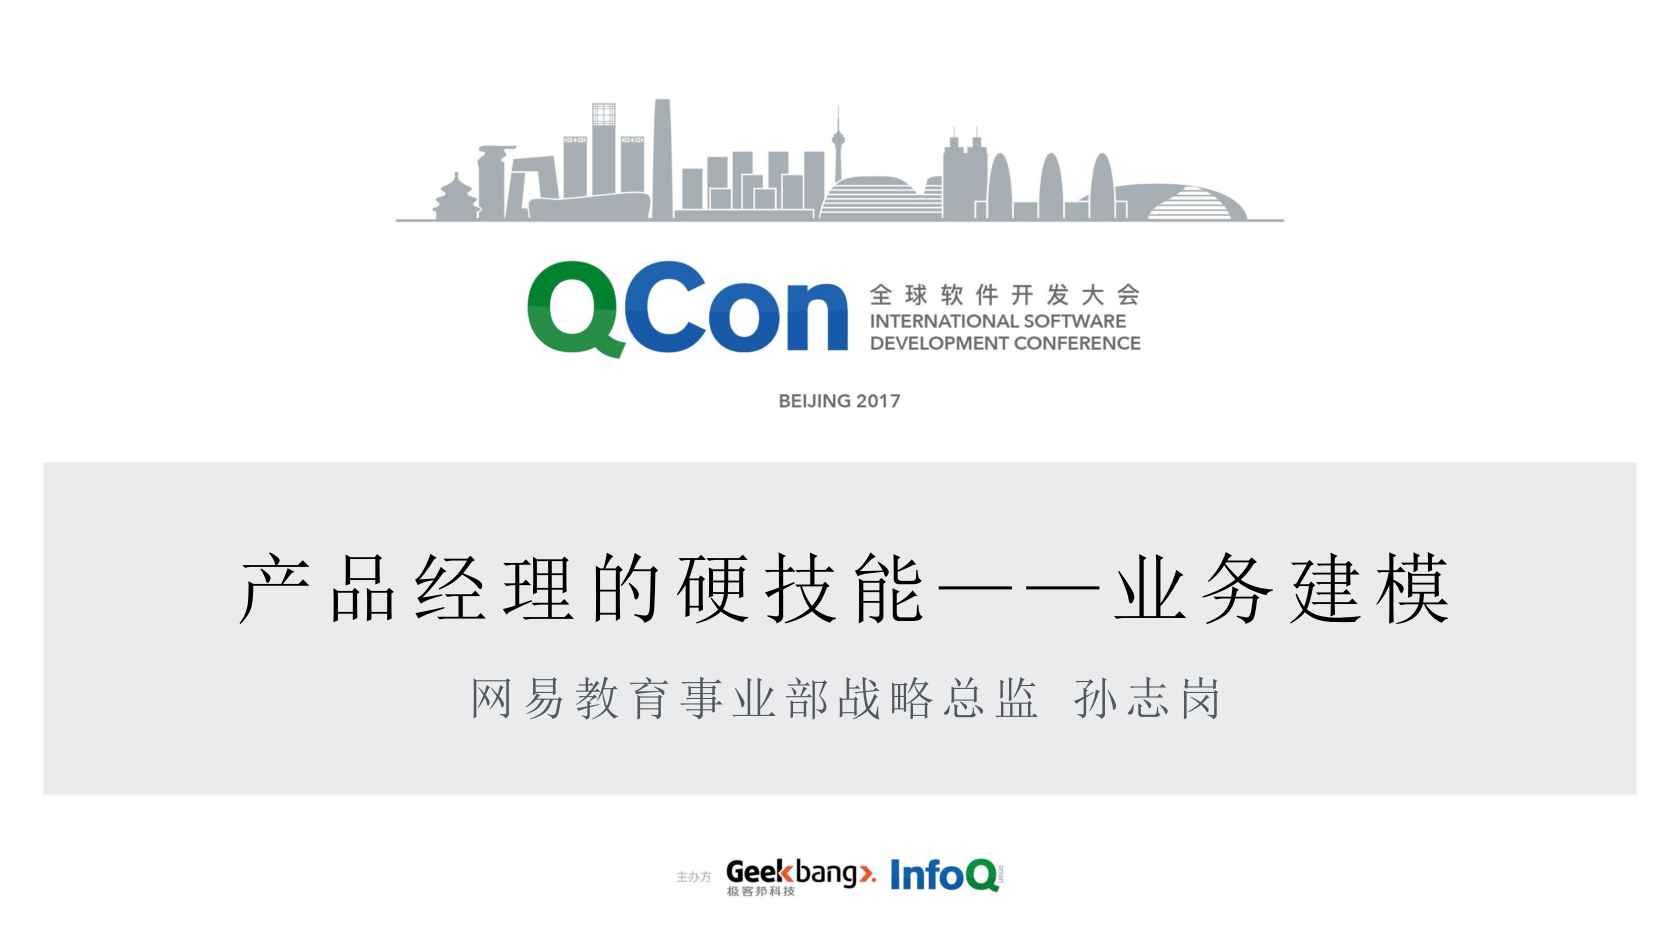 QCon
全球软件开发大会
INTERNATIONAL SOFTWARE
DEVELOPMENT CONFERENCE
BEIJING 2017
产品经理的硬技能——业务建模
网易教育事业部战略总监 孙志岗
主办方 Geekbang>. InfoQ
极客邦科技